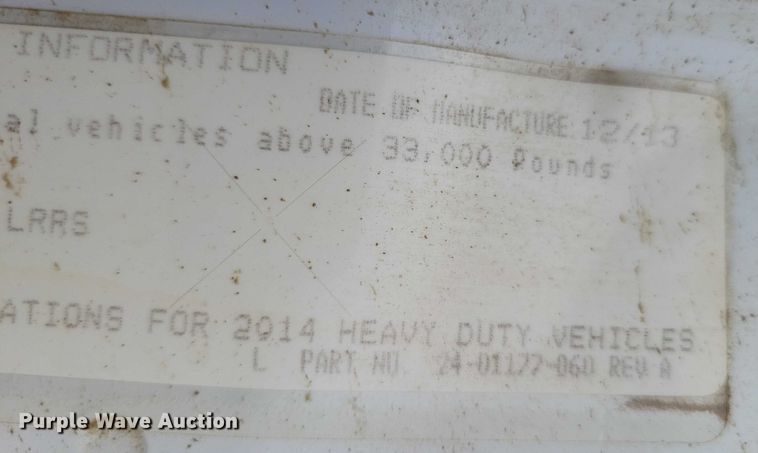 INFORMATION
DATE OF MANUFACTURE: 12/13
al vehicles above 33,000 Pounds
LRRS
ATIONS FOR 2014 HEAVY DUTY VEHICLES
L PART NO. 24-01177-060 REV A
Purple Wave Auction